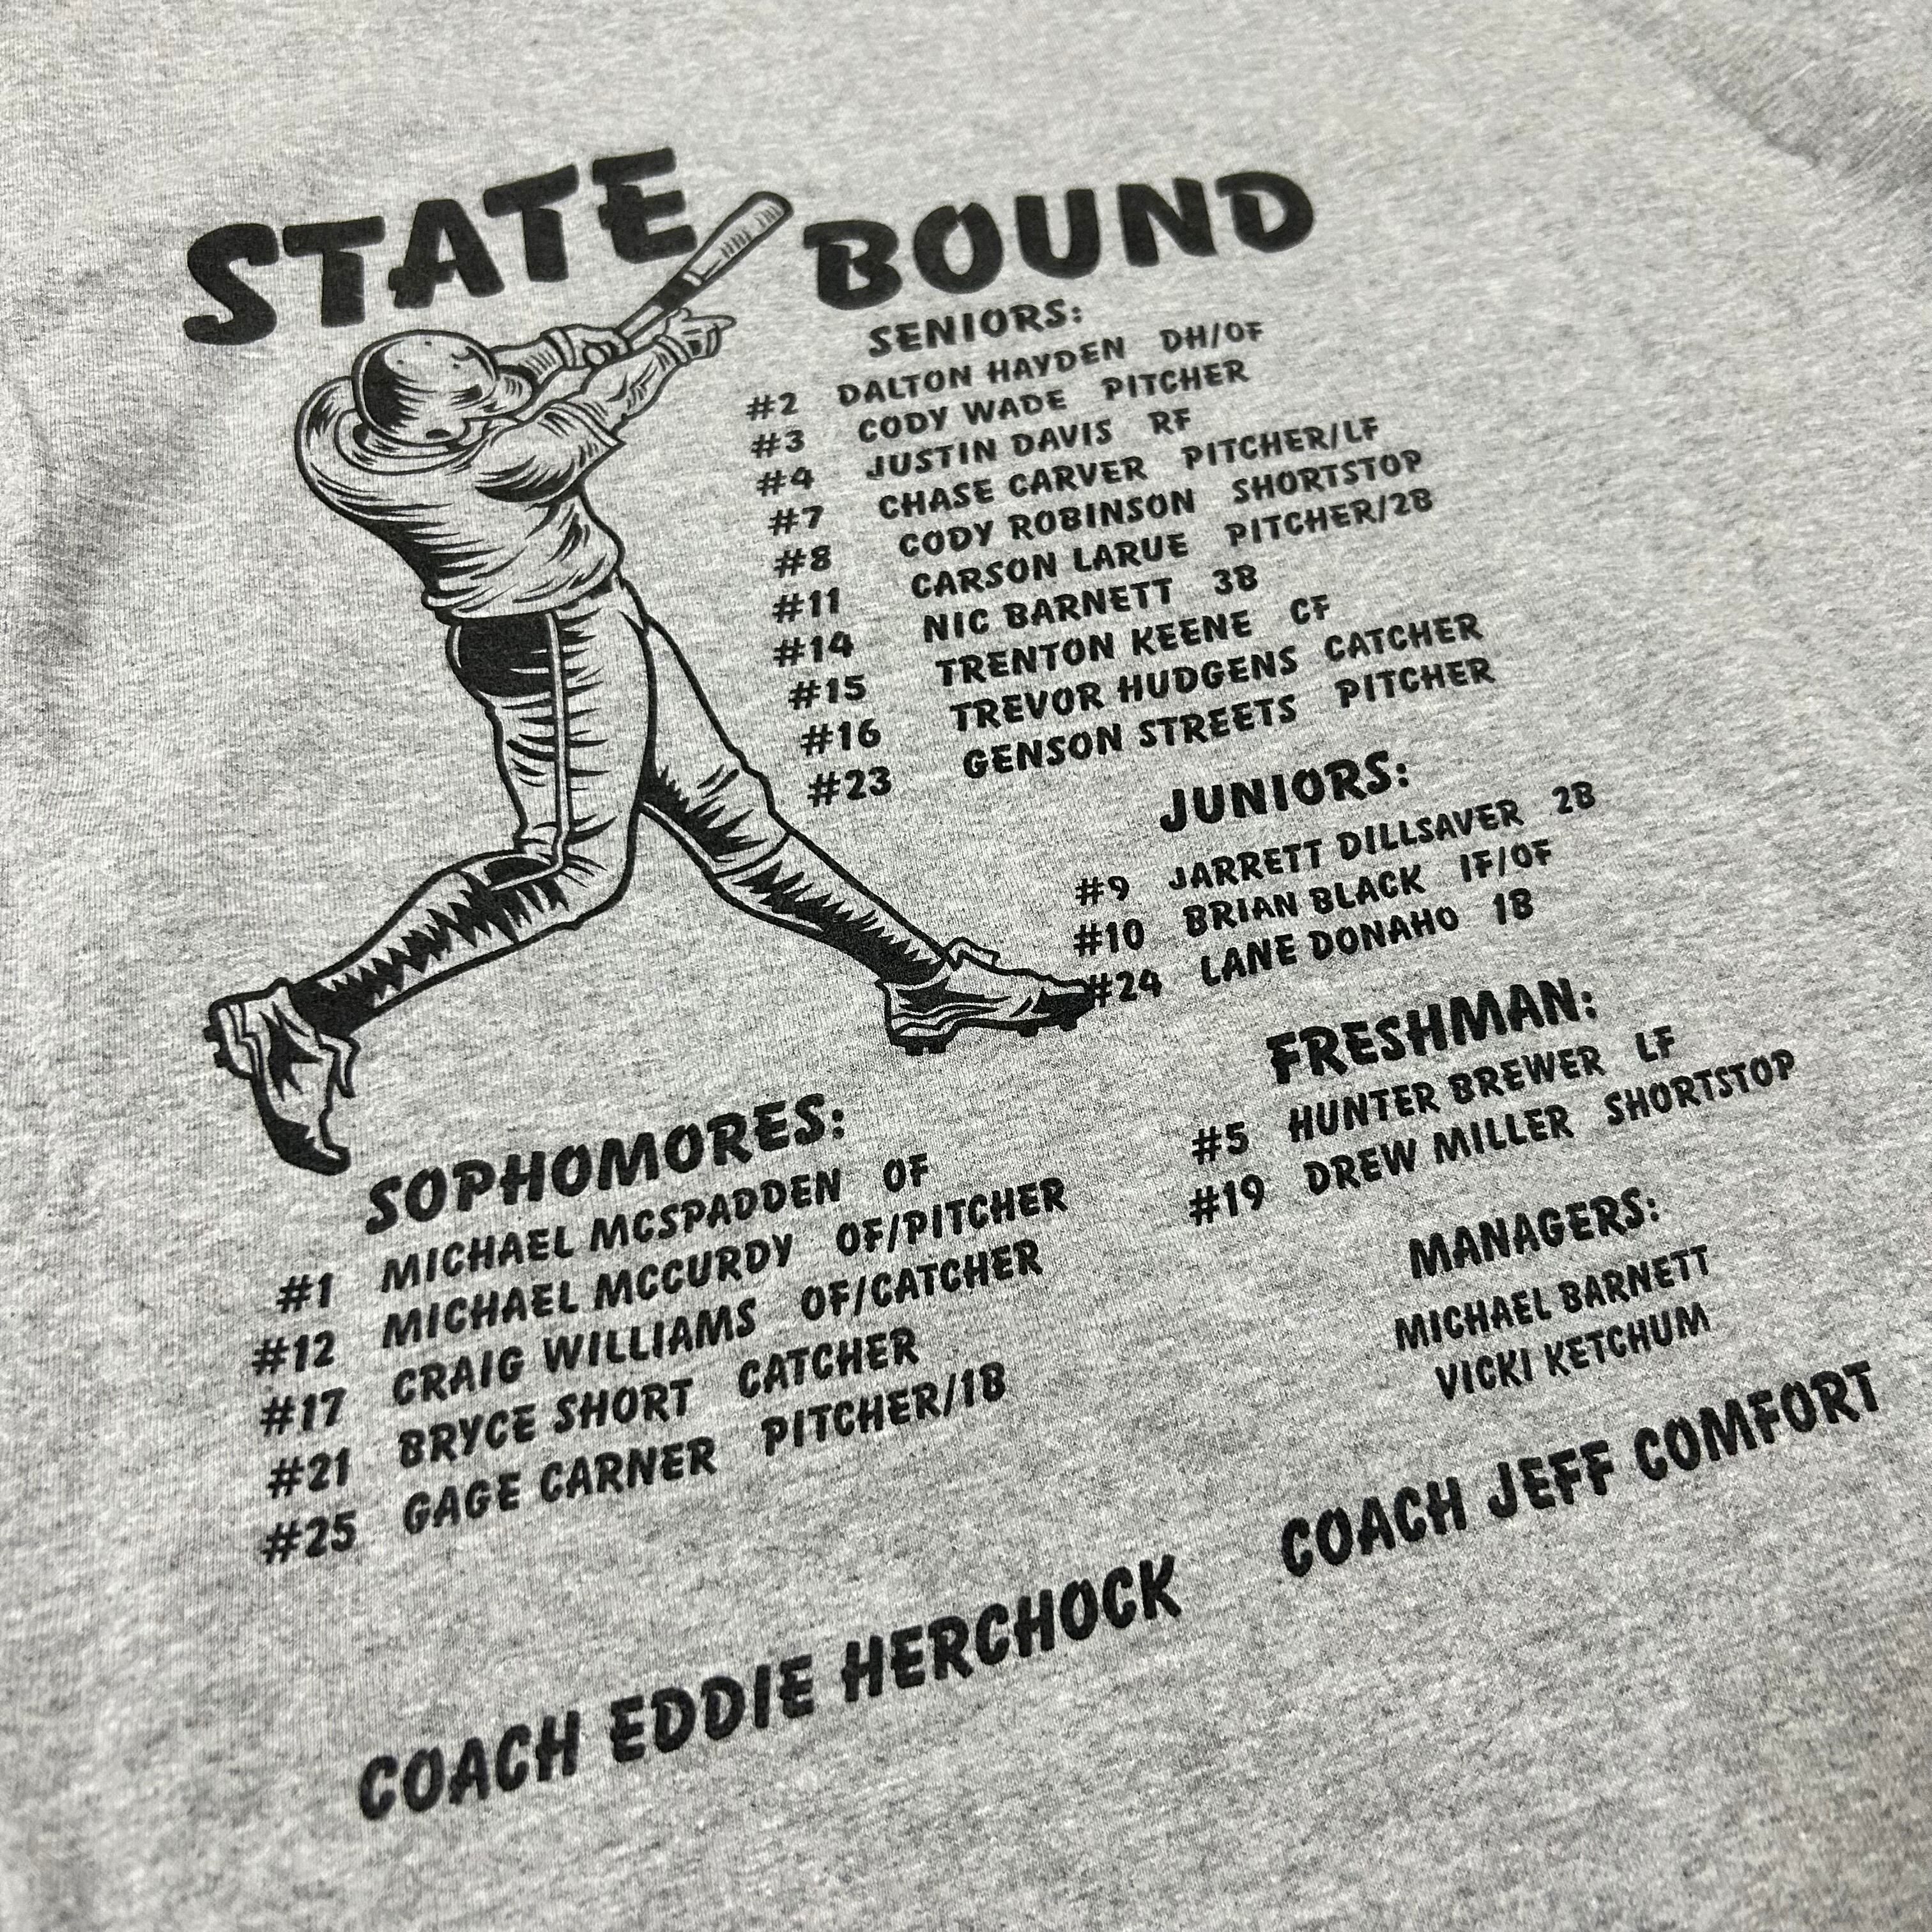 STATE BOUND
SENIORS:
#2 DALTON HAYDEN DH/OF
#3 CODY WADE PITCHER
#4 JUSTIN DAVIS RF
#7 CHASE CARVER PITCHER/LF
#8 CODY ROBINSON SHORTSTOP
#11 CARSON LARUE PITCHER/2B
#14 NIC BARNETT 3B
#15 TRENTON KEENE CF
#16 TREVOR HUDGENS CATCHER
#23 GENSON STREETS PITCHER
JUNIORS:
#9 JARRETT DILLSAVER 2B
#10 BRIAN BLACK IF/OF
#24 LANE DONAHO 1B
SOPHOMORES:
#1 MICHAEL MCSPADDEN OF
#12 MICHAEL MCCURDY OF/PITCHER
#17 CRAIG WILLIAMS OF/CATCHER
#21 BRYCE SHORT CATCHER
#25 GAGE CARNER PITCHER/1B
FRESHMAN:
#5 HUNTER BREWER LF
#19 DREW MILLER SHORTSTOP
MANAGERS:
MICHAEL BARNETT
VICKI KETCHUM
COACH EDDIE HERCHOCK COACH JEFF COMFORT